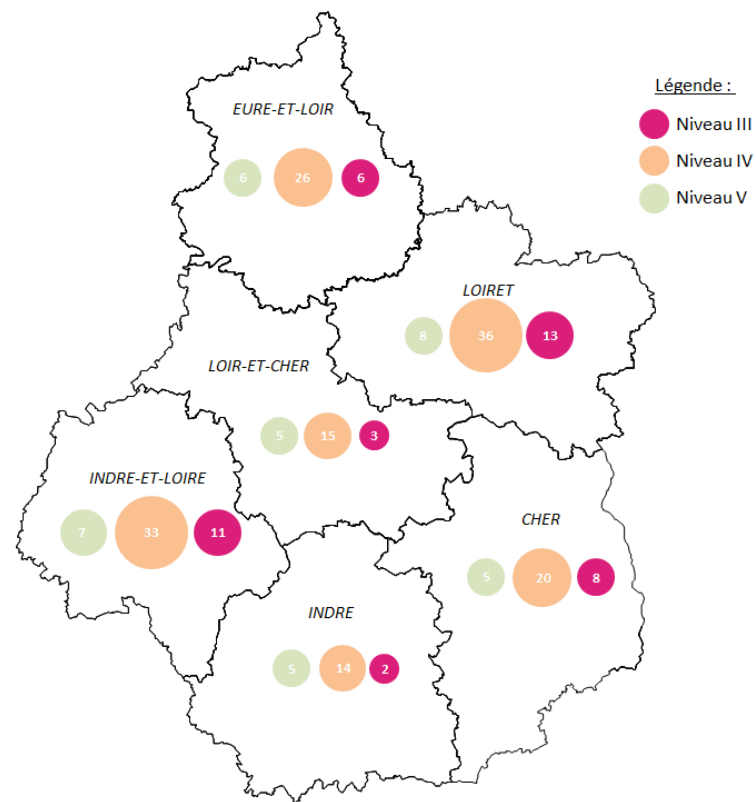 Légende :
Niveau III
Niveau IV
Niveau V
EURE-ET-LOIR
6 26 6
LOIRET
8 36 13
LOIR-ET-CHER
5 15 3
INDRE-ET-LOIRE
7 33 11
CHER
5 20 8
INDRE
5 14 2